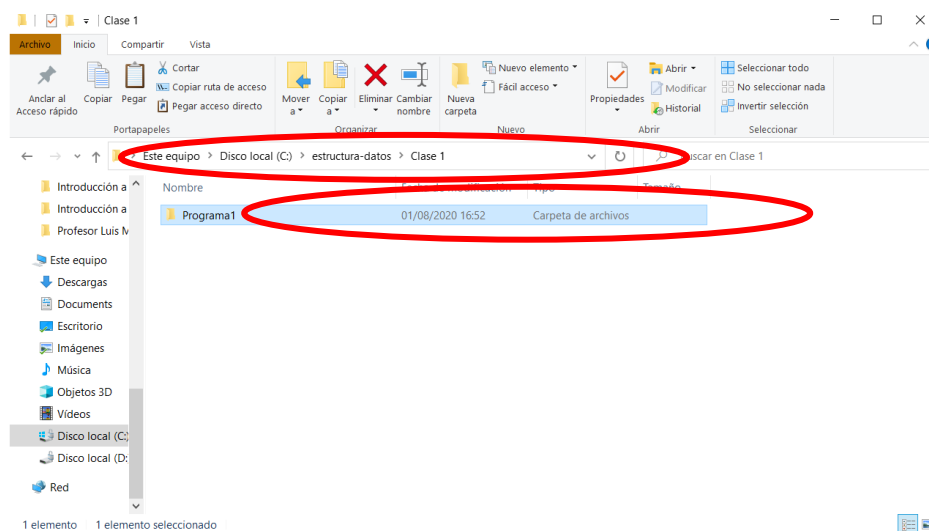 Clase 1
Archivo Inicio Compartir Vista
Anclar al Acceso rápido
Copiar
Pegar
Cortar
Copiar ruta de acceso
Pegar acceso directo
Portapapeles
Mover a
Copiar a
Eliminar
Cambiar nombre
Organizar
Nueva carpeta
Nuevo elemento
Fácil acceso
Nuevo
Propiedades
Abrir
Modificar
Historial
Abrir
Seleccionar todo
No seleccionar nada
Invertir selección
Seleccionar
Este equipo > Disco local (C:) > estructura-datos > Clase 1
en Clase 1
Introducción a
Introducción a
Profesor Luis M
Este equipo
Descargas
Documents
Escritorio
Imágenes
Música
Objetos 3D
Vídeos
Disco local (C:)
Disco local (D:
Red
Nombre
Programa1 01/08/2020 16:52 Carpeta de archivos
1 elemento 1 elemento seleccionado